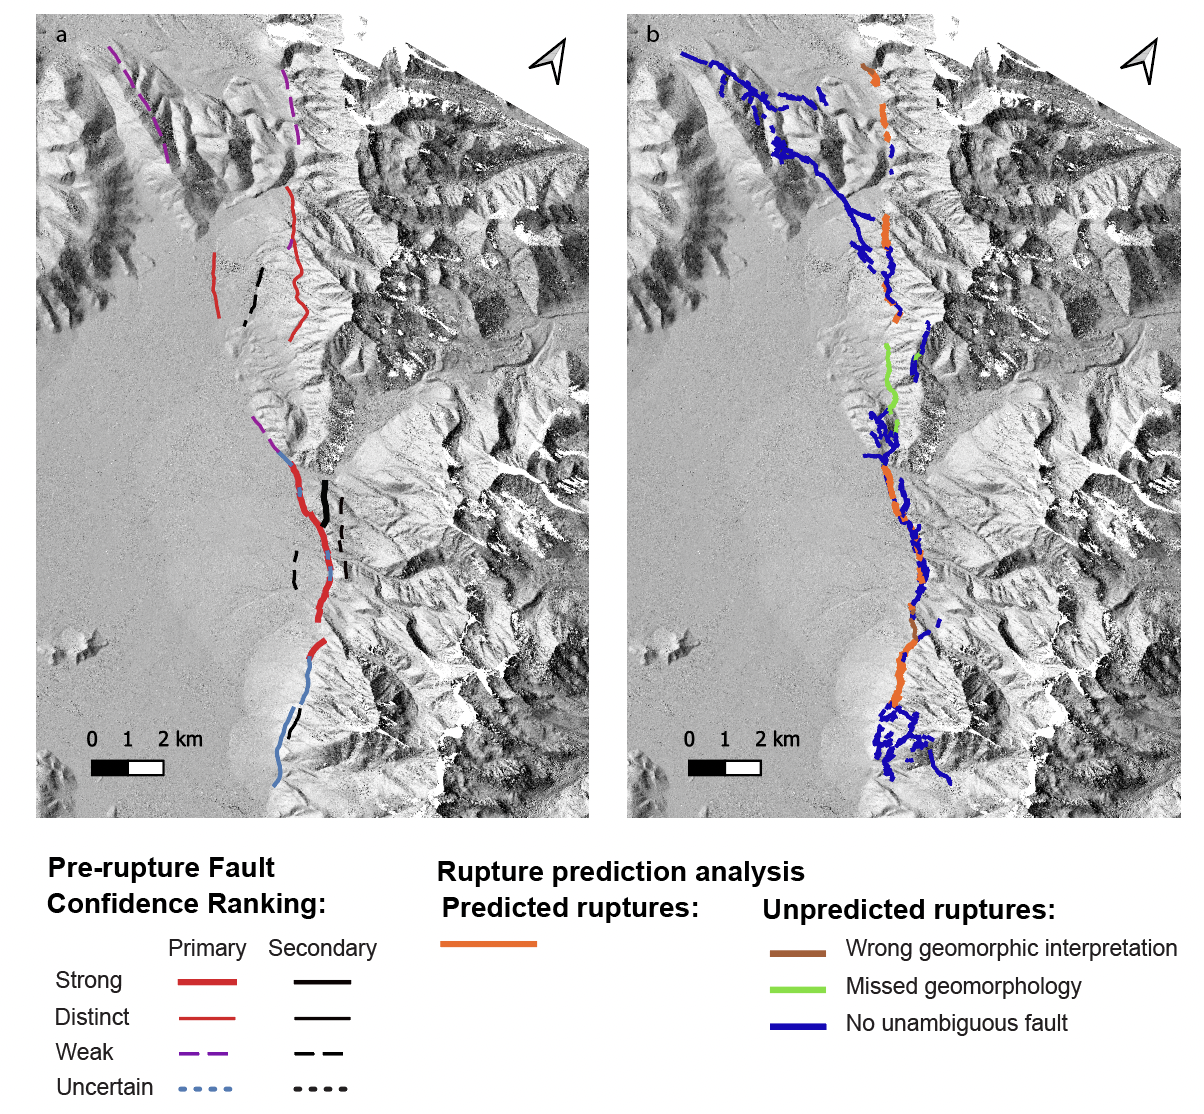 a
b
0 1 2 km
0 1 2 km
Pre-rupture Fault
Confidence Ranking:
Primary Secondary
Strong
Distinct
Weak
Uncertain
Rupture prediction analysis
Predicted ruptures:
Unpredicted ruptures:
Wrong geomorphic interpretation
Missed geomorphology
No unambiguous fault